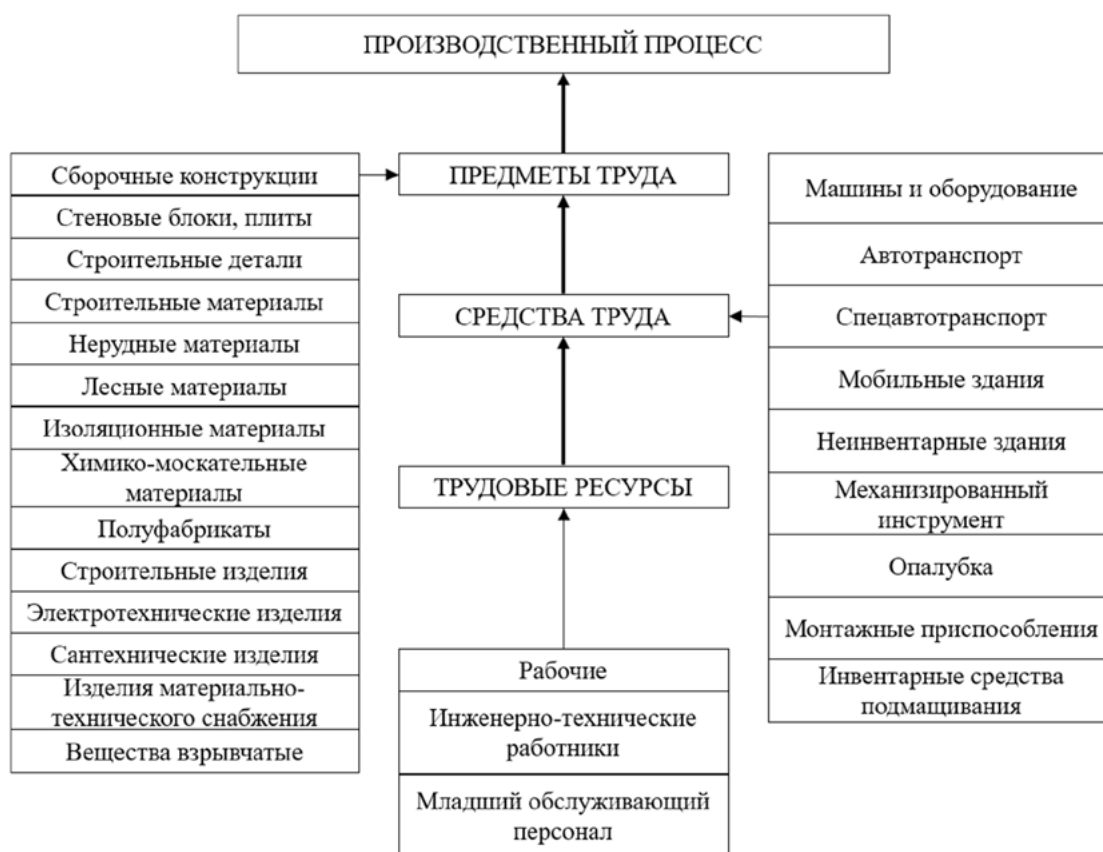 ПРОИЗВОДСТВЕННЫЙ ПРОЦЕСС
Сборочные конструкции
Стеновые блоки, плиты
Строительные детали
Строительные материалы
Нерудные материалы
Лесные материалы
Изоляционные материалы
Химико-москательные
материалы
Полуфабрикаты
Строительные изделия
Электротехнические изделия
Сантехнические изделия
Изделия материально-
технического снабжения
Вещества взрывчатые
ПРЕДМЕТЫ ТРУДА
СРЕДСТВА ТРУДА
ТРУДОВЫЕ РЕСУРСЫ
Рабочие
Инженерно-технические
работники
Младший обслуживающий
персонал
Машины и оборудование
Автотранспорт
Спецавтотранспорт
Мобильные здания
Неинвентарные здания
Механизированный
инструмент
Опалубка
Монтажные приспособления
Инвентарные средства
подмащивания